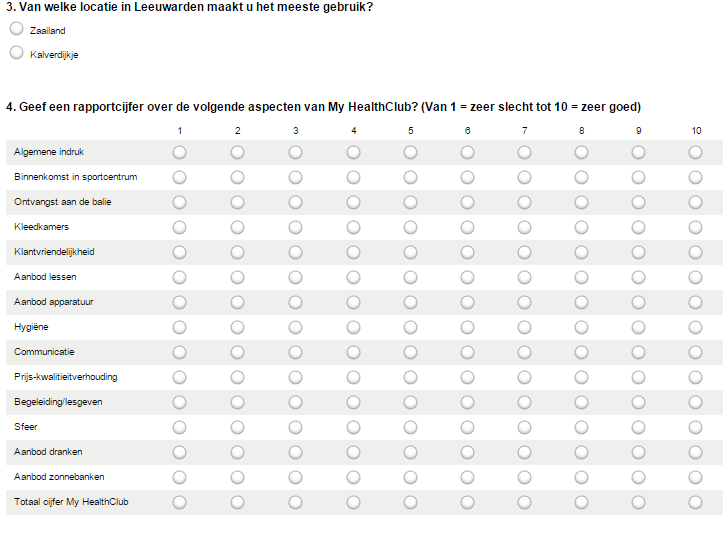 3. Van welke locatie in Leeuwarden maakt u het meeste gebruik?
Zaailand
Kalverdijkje
4. Geef een rapportcijfer over de volgende aspecten van My HealthClub? (Van 1 = zeer slecht tot 10 = zeer goed)
1 2 3 4 5 6 7 8 9 10
Algemene indruk
Binnenkomst in sportcentrum
Ontvangst aan de balie
Kleedkamers
Klantvriendelijkheid
Aanbod lessen
Aanbod apparatuur
Hygiëne
Communicatie
Prijs-kwalitieitverhouding
Begeleiding/lesgeven
Sfeer
Aanbod dranken
Aanbod zonnebanken
Totaal cijfer My HealthClub